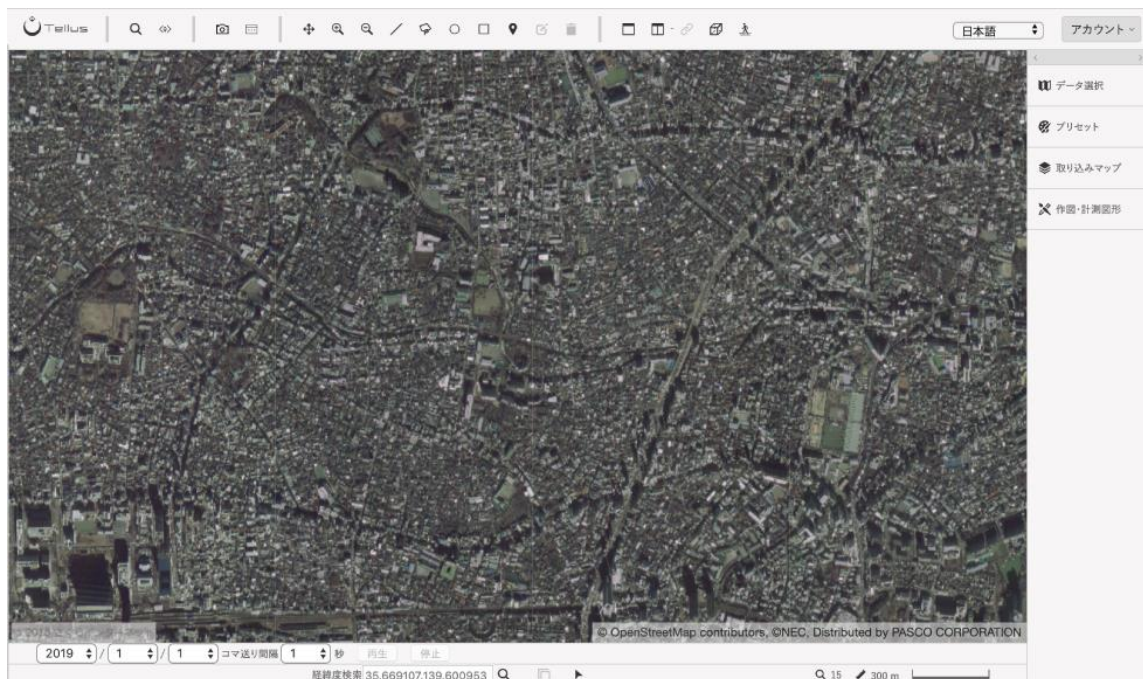 Tellus
日本語
アカウント
データ選択
プリセット
取り込みマップ
作図・計測図形
© OpenStreetMap contributors, ©NEC, Distributed by PASCO CORPORATION
2019 / 1 / 1 コマ送り間隔 1 秒 再生 停止
経緯度検索 35.669107,139.600953
15 300 m